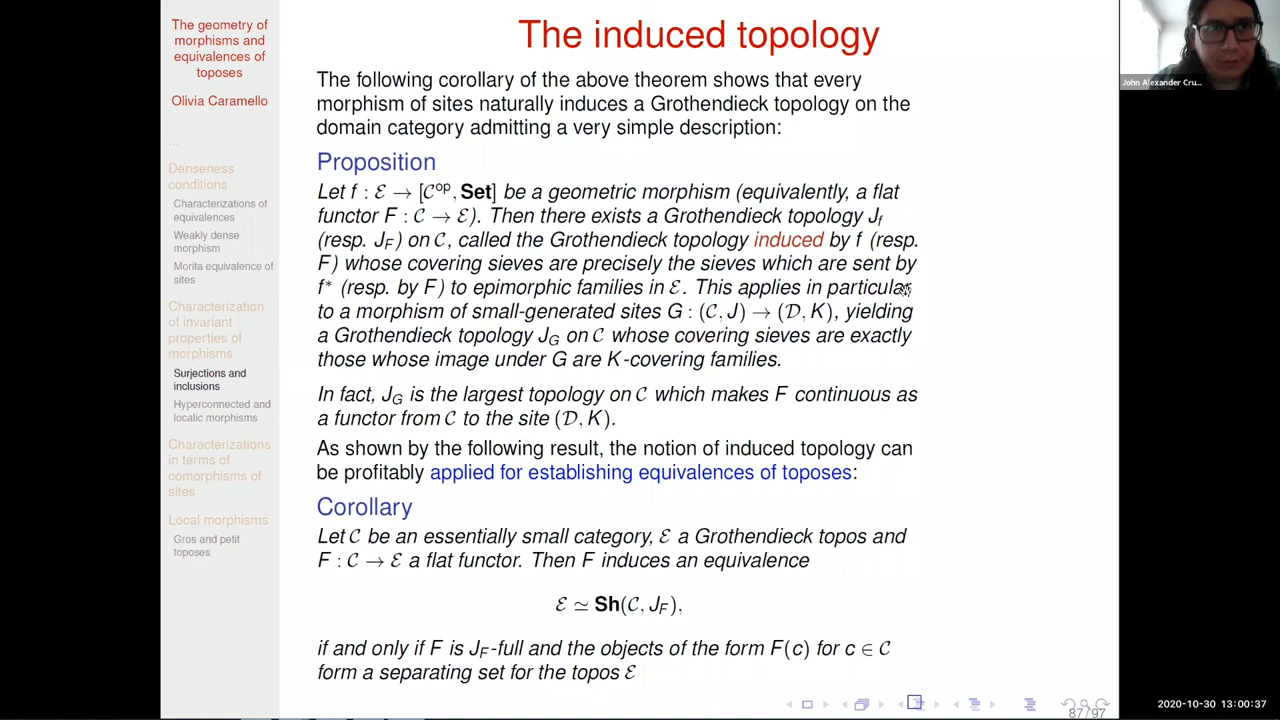 The geometry of
morphisms and
equivalences of
toposes
Olivia Caramello
...
Denseness
conditions
Characterizations of
equivalences
Weakly dense
morphism
Morita equivalence of
sites
Characterization
of invariant
properties of
morphisms
Surjections and
inclusions
Hyperconnected and
localic morphisms
Characterizations
in terms of
comorphisms of
sites
Local morphisms
Gros and petit
toposes
The induced topology
The following corollary of the above theorem shows that every
morphism of sites naturally induces a Grothendieck topology on the
domain category admitting a very simple description:
Proposition
Let f : ℰ → [𝒞^op, Set] be a geometric morphism (equivalently, a flat
functor F : 𝒞 → ℰ). Then there exists a Grothendieck topology J_f
(resp. J_F) on 𝒞, called the Grothendieck topology induced by f (resp.
F) whose covering sieves are precisely the sieves which are sent by
f* (resp. by F) to epimorphic families in ℰ. This applies in particular
to a morphism of small-generated sites G : (𝒞, J) → (𝒟, K), yielding
a Grothendieck topology J_G on 𝒞 whose covering sieves are exactly
those whose image under G are K-covering families.
In fact, J_G is the largest topology on 𝒞 which makes F continuous as
a functor from 𝒞 to the site (𝒟, K).
As shown by the following result, the notion of induced topology can
be profitably applied for establishing equivalences of toposes:
Corollary
Let 𝒞 be an essentially small category, ℰ a Grothendieck topos and
F : 𝒞 → ℰ a flat functor. Then F induces an equivalence
ℰ ≃ Sh(𝒞, J_F),
if and only if F is J_F-full and the objects of the form F(c) for c ∈ 𝒞
form a separating set for the topos ℰ
87/97
John Alexander Cru...
2020-10-30 13:00:37